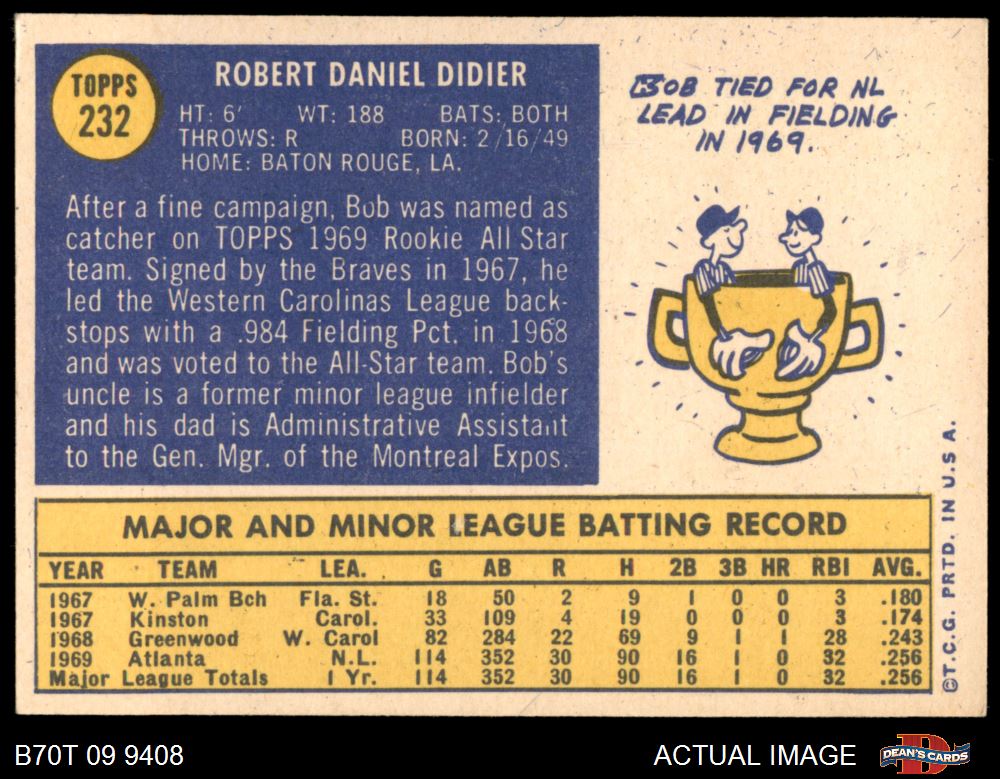 TOPPS
232
ROBERT DANIEL DIDIER
HT: 6' WT: 188 BATS: BOTH
THROWS: R BORN: 2/16/49
HOME: BATON ROUGE, LA.
After a fine campaign, Bob was named as
catcher on TOPPS 1969 Rookie All Star
team. Signed by the Braves in 1967, he
led the Western Carolinas League back-
stops with a .984 Fielding Pct. in 1968
and was voted to the All-Star team. Bob's
uncle is a former minor league infielder
and his dad is Administrative Assistant
to the Gen. Mgr. of the Montreal Expos.
BOB TIED FOR NL
LEAD IN FIELDING
IN 1969.
MAJOR AND MINOR LEAGUE BATTING RECORD
YEAR TEAM LEA. G AB R H 2B 3B HR RBI AVG.
1967 W. Palm Bch Fla. St. 18 50 2 9 1 0 0 3 .180
1967 Kinston Carol. 33 109 4 19 0 0 0 3 .174
1968 Greenwood W. Carol 82 284 22 69 9 1 1 28 .243
1969 Atlanta N.L. 114 352 30 90 16 1 0 32 .256
Major League Totals 1 Yr. 114 352 30 90 16 1 0 32 .256
©T.C.G. PRTD. IN U.S.A.
B70T 09 9408
ACTUAL IMAGE
DEAN'S CARDS